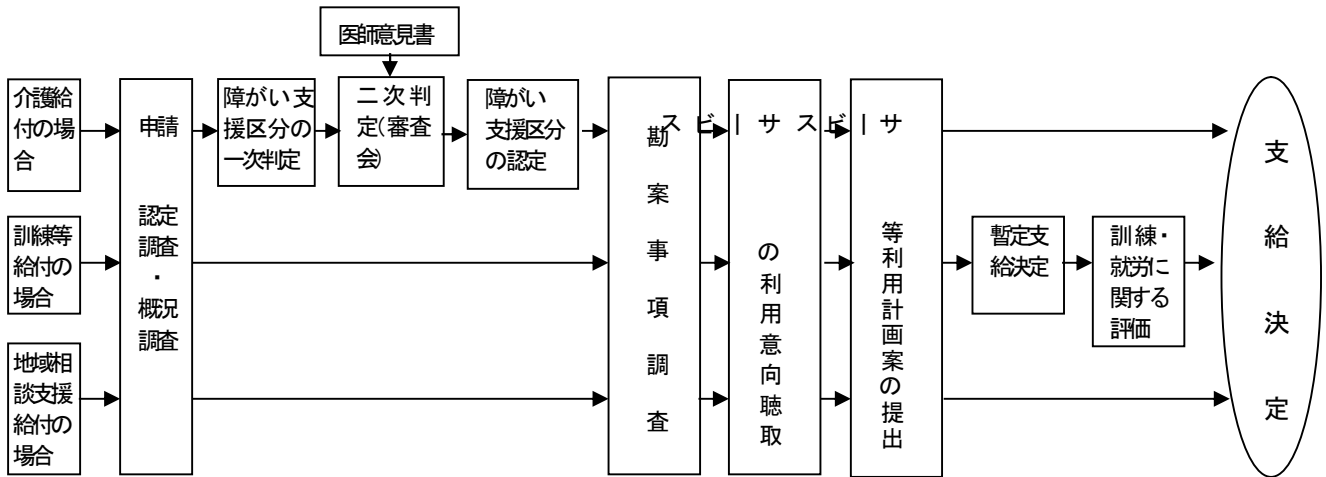 医師意見書
介護給
付の場
合
申請
認定
調査
・
概況
調査
障がい支
援区分の
一次判定
二次判
定(審査
会)
障がい
支援区分
の認定
勘案事項調査
サービスの利用意向聴取
サービス等利用計画案の提出
支給決定
訓練等
給付の
場合
暫定支
給決定
訓練・
就労に
関する
評価
地域相
談支援
給付の
場合